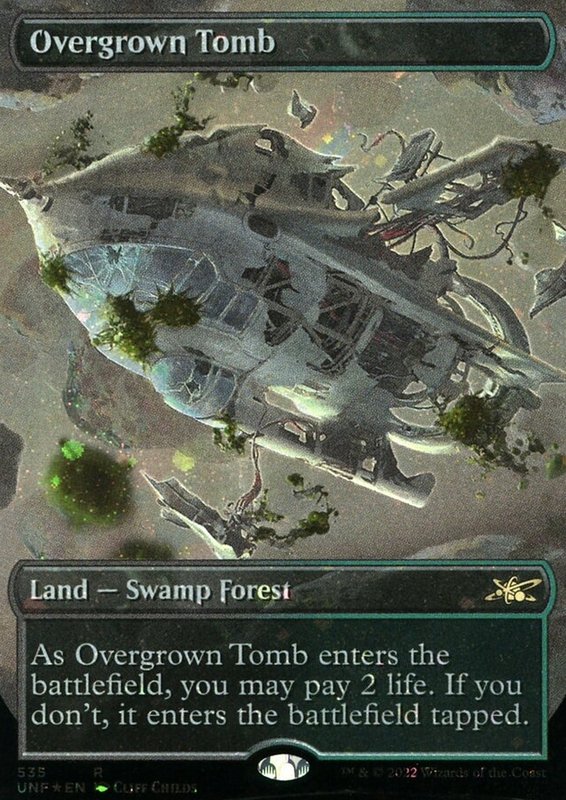 Overgrown Tomb
Land — Swamp Forest
As Overgrown Tomb enters the
battlefield, you may pay 2 life. If you
don't, it enters the battlefield tapped.
535 R
UNF★EN Cliff Childs
™ & © 2022 Wizards of the Coast